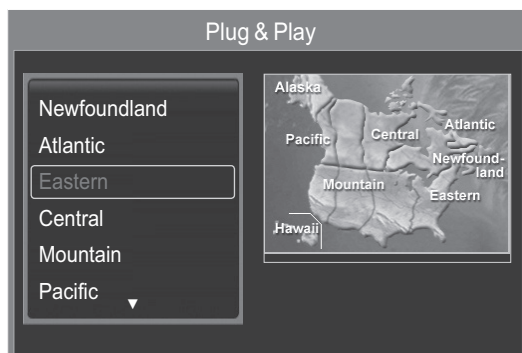 Plug & Play
Newfoundland
Atlantic
Eastern
Central
Mountain
Pacific
▼
Alaska
Pacific
Central
Atlantic
Newfound-
land
Mountain
Eastern
Hawaii